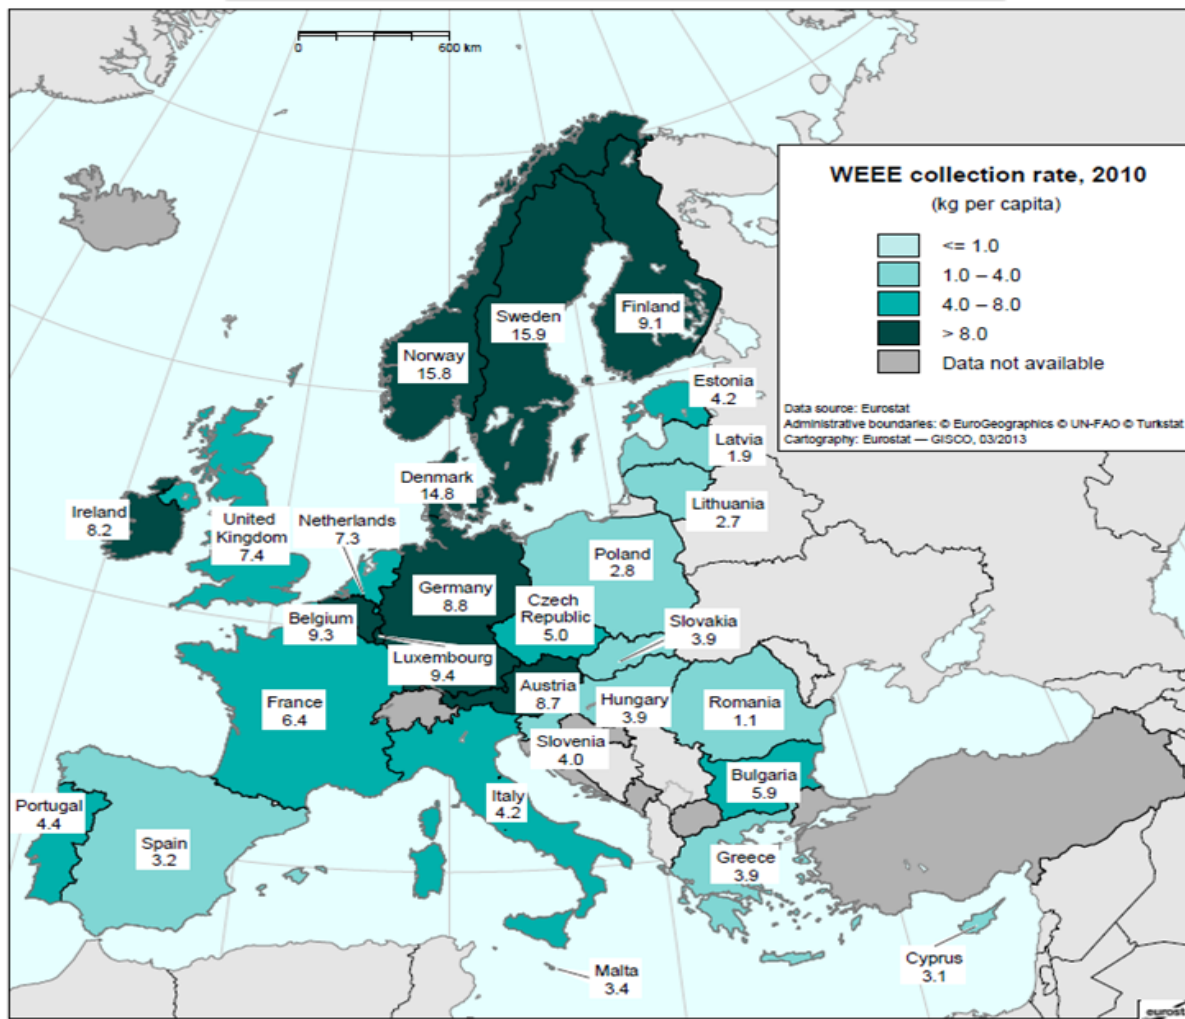 0 600 km
WEEE collection rate, 2010
(kg per capita)
<= 1.0
1.0 – 4.0
4.0 – 8.0
> 8.0
Data not available
Data source: Eurostat
Administrative boundaries: © EuroGeographics © UN-FAO © Turkstat
Cartography: Eurostat — GISCO, 03/2013
Finland
9.1
Sweden
15.9
Norway
15.8
Estonia
4.2
Latvia
1.9
Denmark
14.8
Lithuania
2.7
Ireland
8.2
United
Kingdom
7.4
Netherlands
7.3
Poland
2.8
Germany
8.8
Czech
Republic
5.0
Belgium
9.3
Slovakia
3.9
Luxembourg
9.4
Austria
8.7
Hungary
3.9
Romania
1.1
France
6.4
Slovenia
4.0
Bulgaria
5.9
Italy
4.2
Portugal
4.4
Spain
3.2
Greece
3.9
Cyprus
3.1
Malta
3.4
eurost